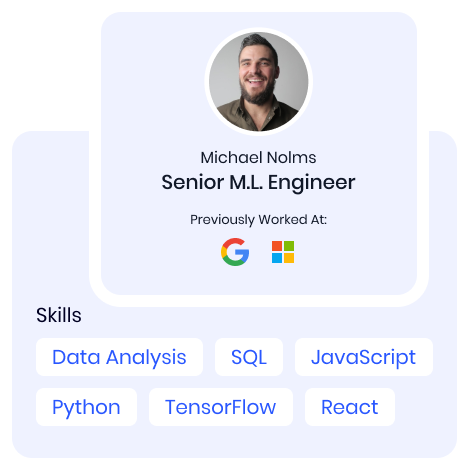 Michael Nolms
Senior M.L. Engineer
Previously Worked At:
Skills
Data Analysis SQL JavaScript
Python TensorFlow React